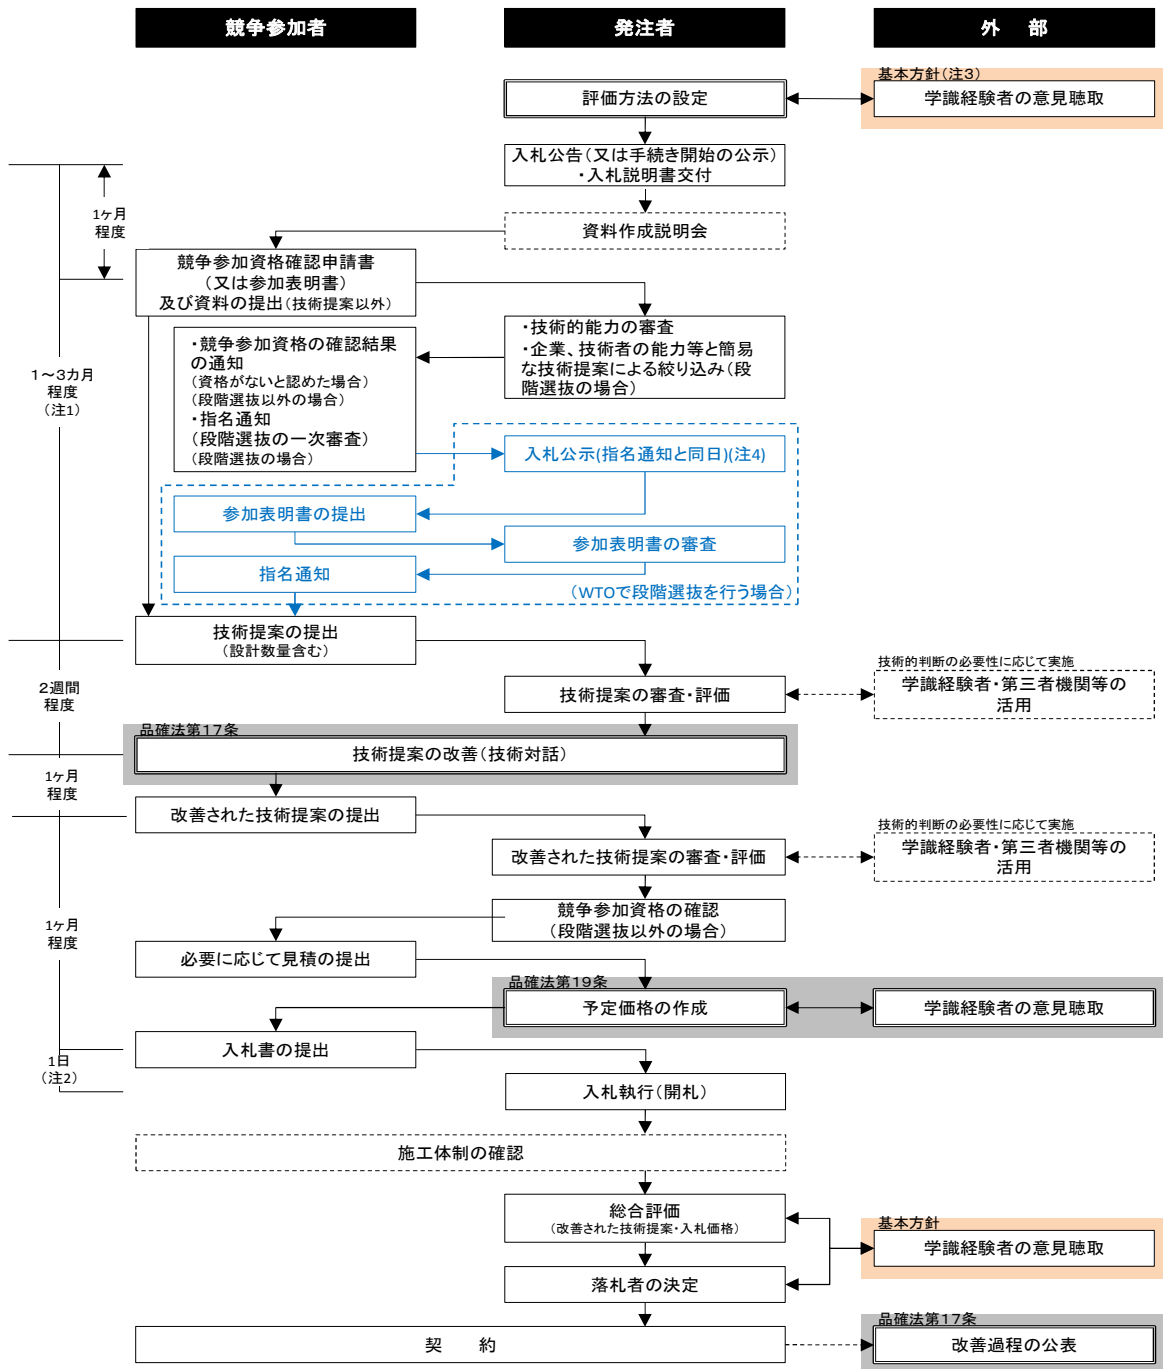 競争参加者
発注者
外　部
基本方針(注3)
評価方法の設定
学識経験者の意見聴取
入札公告(又は手続き開始の公示)
・入札説明書交付
1ヶ月
程度
資料作成説明会
競争参加資格確認申請書
(又は参加表明書)
及び資料の提出(技術提案以外)
・技術的能力の審査
・企業、技術者の能力等と簡易
な技術提案による絞り込み(段
階選抜の場合)
・競争参加資格の確認結果
の通知
(資格がないと認めた場合)
(段階選抜以外の場合)
・指名通知
(段階選抜の一次審査)
(段階選抜の場合)
1～3カ月
程度
(注1)
入札公示(指名通知と同日)(注4)
参加表明書の提出
参加表明書の審査
指名通知
(WTOで段階選抜を行う場合)
技術提案の提出
(設計数量含む)
2週間
程度
技術提案の審査・評価
技術的判断の必要性に応じて実施
学識経験者・第三者機関等の
活用
品確法第17条
技術提案の改善(技術対話)
1ヶ月
程度
改善された技術提案の提出
改善された技術提案の審査・評価
技術的判断の必要性に応じて実施
学識経験者・第三者機関等の
活用
1ヶ月
程度
競争参加資格の確認
(段階選抜以外の場合)
必要に応じて見積の提出
品確法第19条
予定価格の作成
学識経験者の意見聴取
入札書の提出
1日
(注2)
入札執行(開札)
施工体制の確認
総合評価
(改善された技術提案・入札価格)
基本方針
学識経験者の意見聴取
落札者の決定
品確法第17条
契　約
改善過程の公表